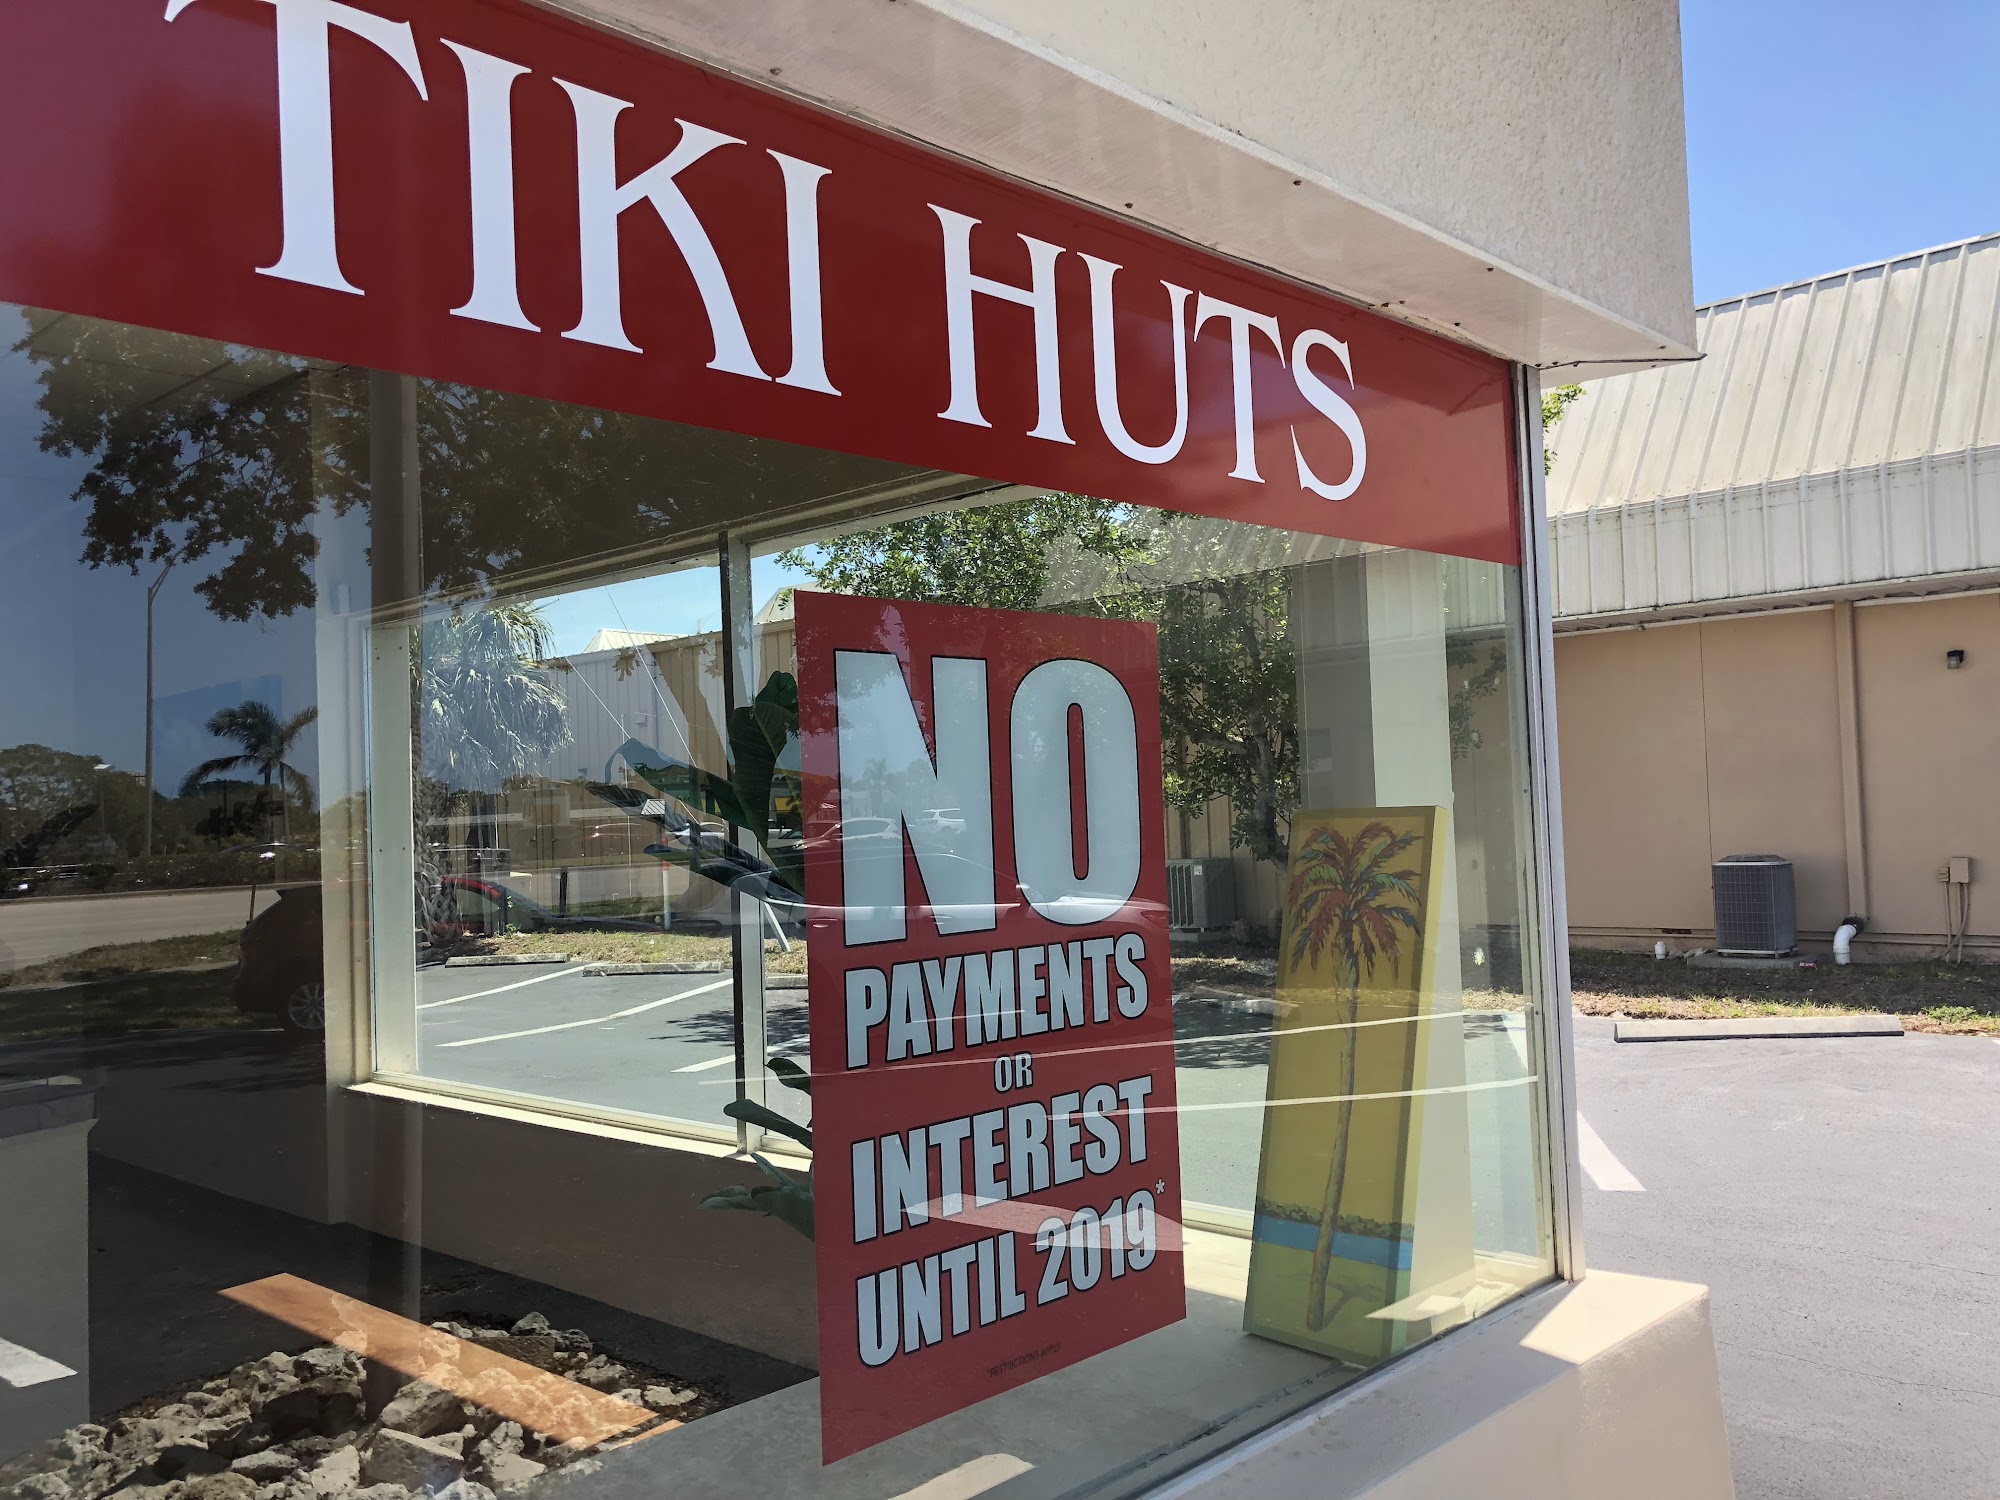 TIKI HUTS
NO
PAYMENTS
OR
INTEREST
UNTIL 2019*
*RESTRICTIONS APPLY